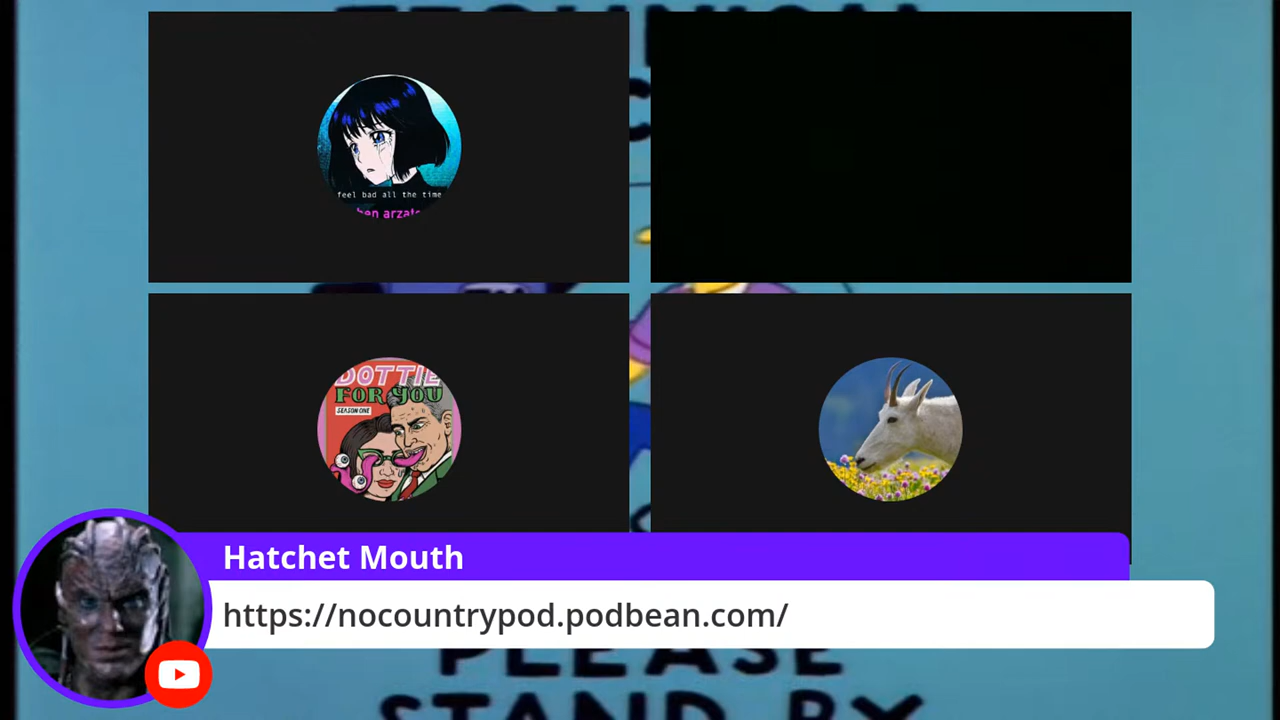 TECHNICAL
feel bad all the time
DOTTIE
FOR YOU
SEASON ONE
Hatchet Mouth
https://nocountrypod.podbean.com/
PLEASE
STAND BY